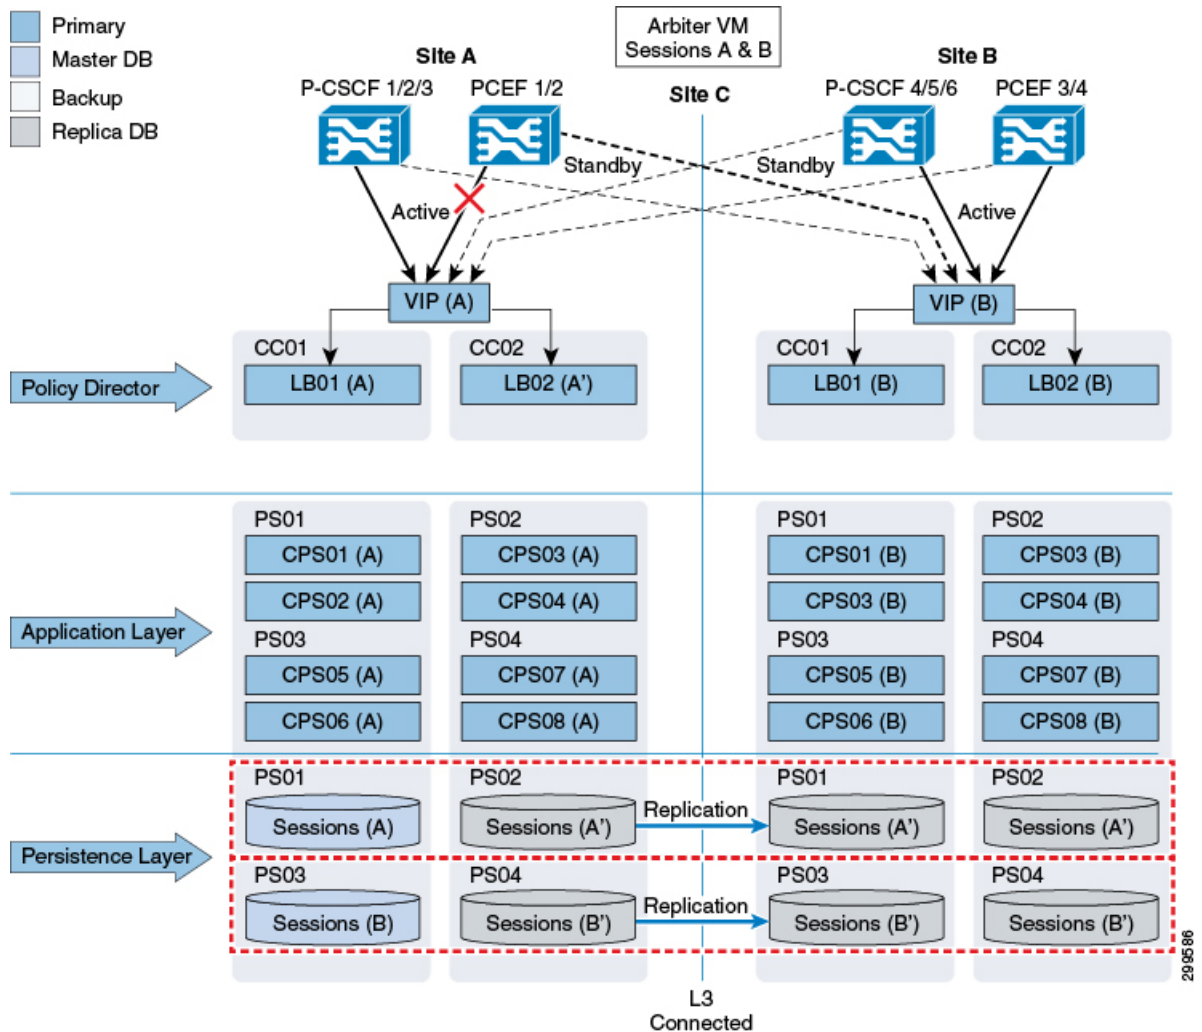 Primary
Master DB
Backup
Replica DB
Arbiter VM
Sessions A & B
Site A
Site B
Site C
P-CSCF 1/2/3
PCEF 1/2
P-CSCF 4/5/6
PCEF 3/4
Standby
Standby
Active
Active
VIP (A)
VIP (B)
CC01
CC02
CC01
CC02
Policy Director
LB01 (A)
LB02 (A')
LB01 (B)
LB02 (B)
PS01
PS02
PS01
PS02
CPS01 (A)
CPS03 (A)
CPS01 (B)
CPS03 (B)
CPS02 (A)
CPS04 (A)
CPS03 (B)
CPS04 (B)
Application Layer
PS03
PS04
PS03
PS04
CPS05 (A)
CPS07 (A)
CPS05 (B)
CPS07 (B)
CPS06 (A)
CPS08 (A)
CPS06 (B)
CPS08 (B)
PS01
PS02
PS01
PS02
Replication
Sessions (A)
Sessions (A')
Sessions (A')
Sessions (A')
Persistence Layer
PS03
PS04
PS03
PS04
Replication
Sessions (B)
Sessions (B')
Sessions (B')
Sessions (B')
L3
Connected
299586